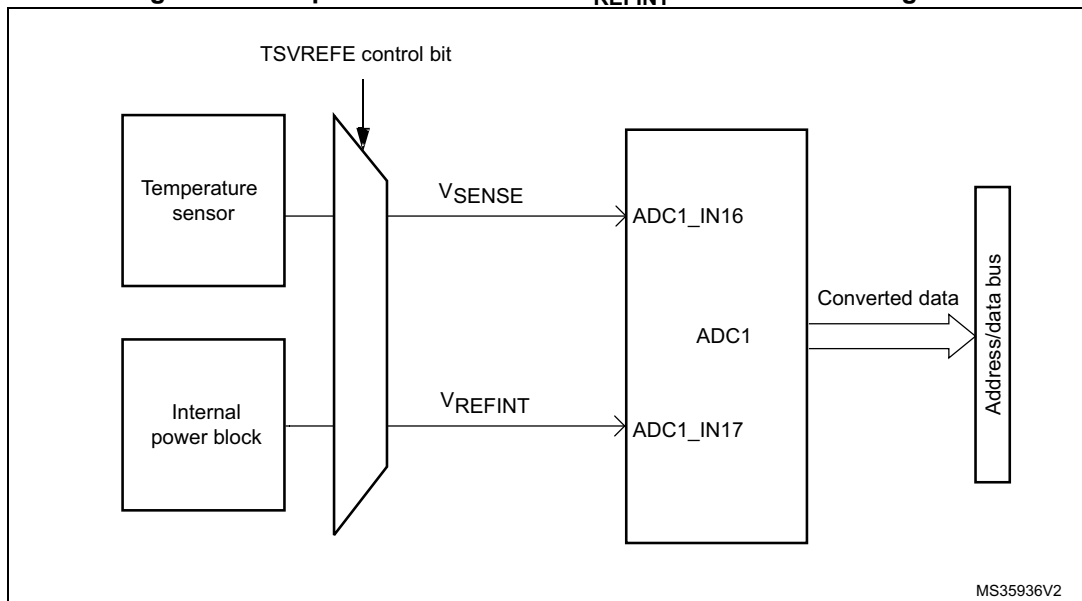 REFINT
TSVREFE control bit
Temperature
sensor
VSENSE
ADC1_IN16
Converted data
Address/data bus
ADC1
Internal
power block
VREFINT
ADC1_IN17
MS35936V2